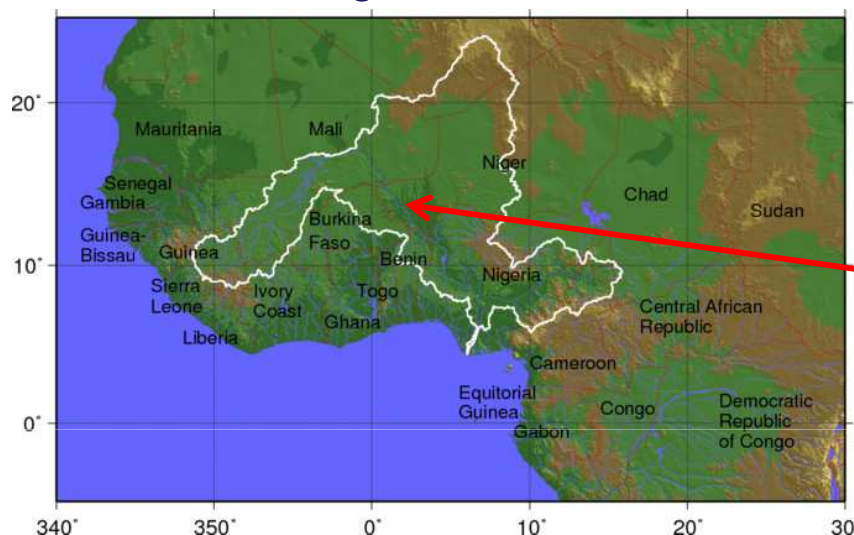 20°
Mauritania
Mali
Niger
Chad
Senegal
Gambia
Sudan
Burkina
Faso
Guinea-
Bissau
Guinea
Benin
10°
Nigeria
Sierra
Leone
Ivory
Coast
Togo
Central African
Republic
Ghana
Liberia
Cameroon
Equitorial
Guinea
Congo
Democratic
Republic
of Congo
0°
Gabon
340°
350°
0°
10°
20°
30